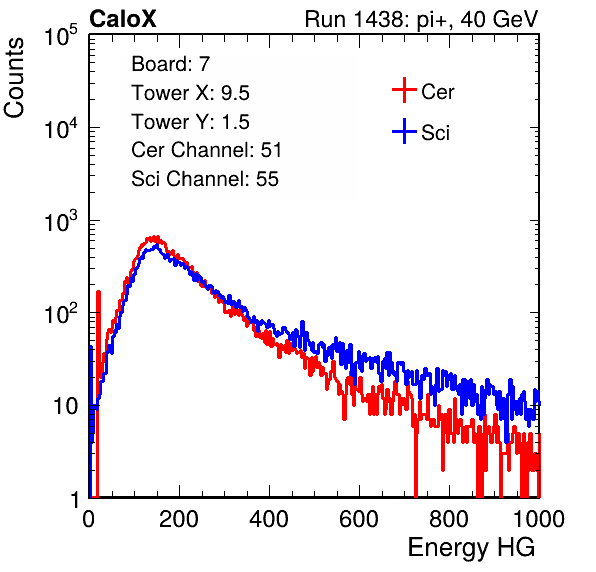 CaloX Run 1438: pi+, 40 GeV
Counts
Board: 7
Tower X: 9.5
Tower Y: 1.5
Cer Channel: 51
Sci Channel: 55
Cer
Sci
10^5
10^4
10^3
10^2
10
1
0 200 400 600 800 1000
Energy HG